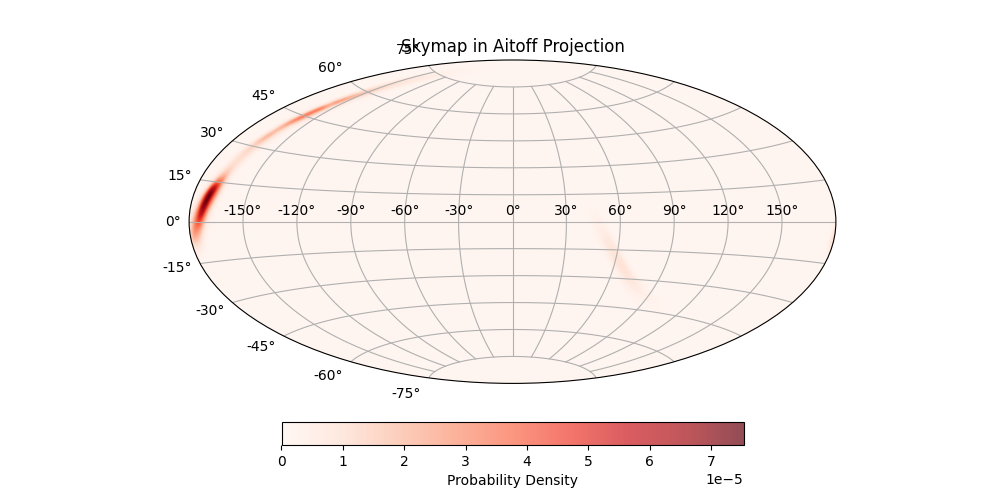 Skymap in Aitoff Projection
75°
60°
45°
30°
15°
0°
-150° -120° -90° -60° -30° 0° 30° 60° 90° 120° 150°
-15°
-30°
-45°
-60°
-75°
0 1 2 3 4 5 6 7
1e−5
Probability Density